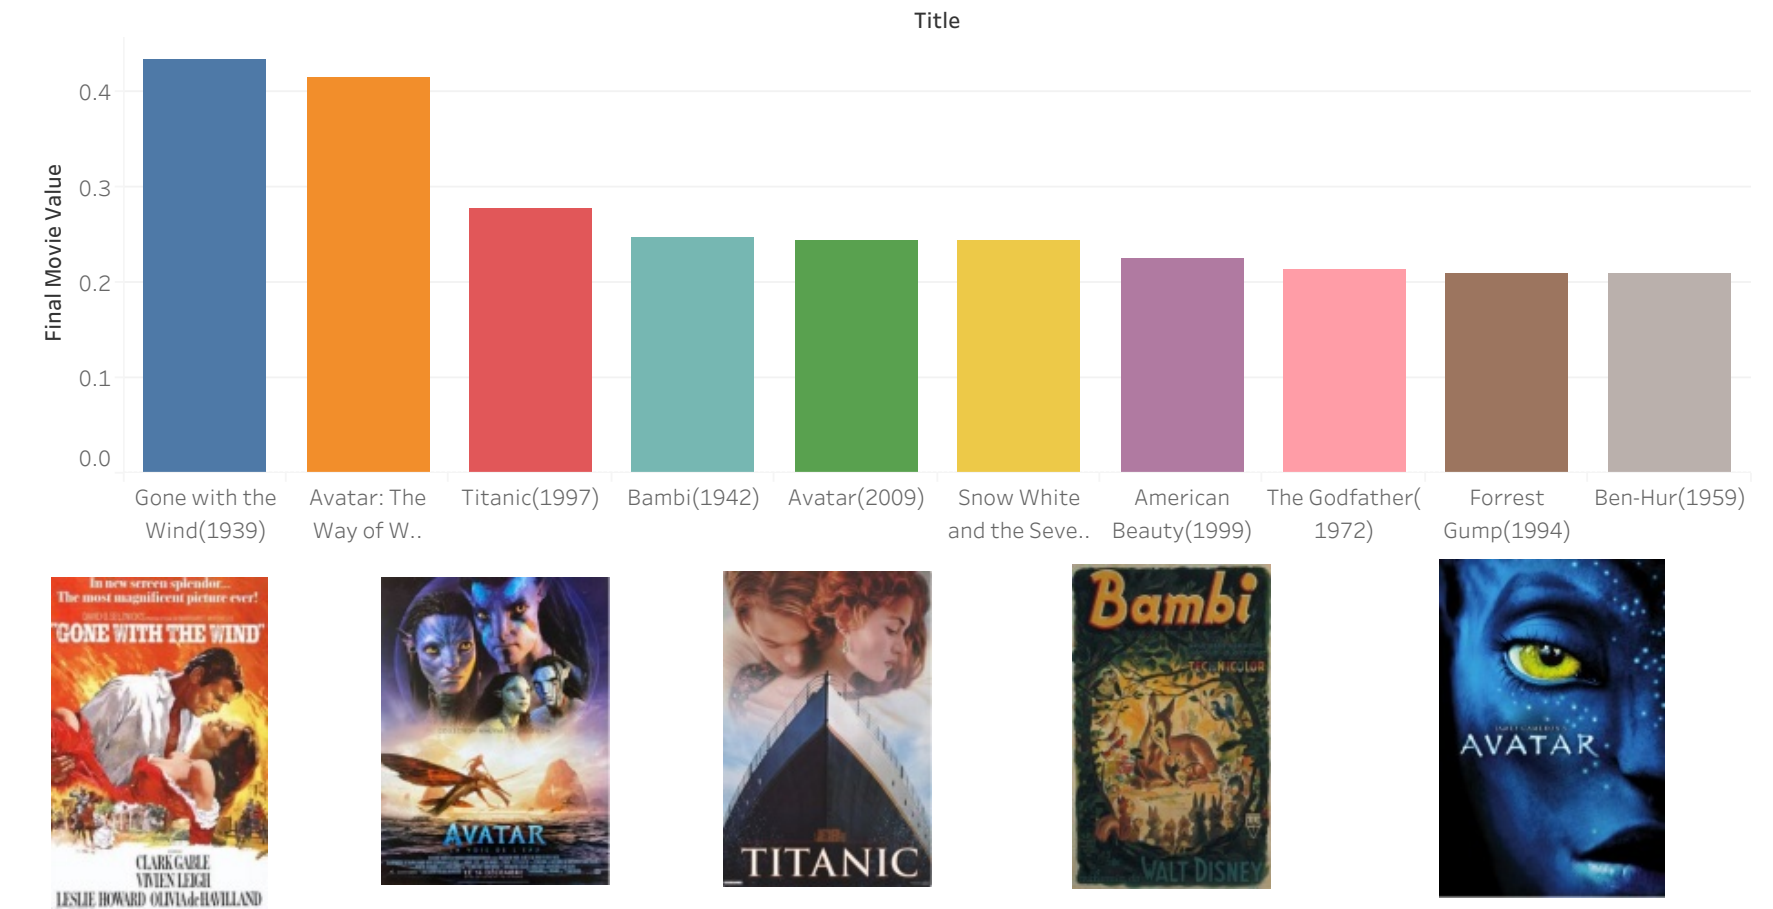 Title
Final Movie Value
0.4
0.3
0.2
0.1
0.0
Gone with the
Wind(1939)
Avatar: The
Way of W..
Titanic(1997)
Bambi(1942)
Avatar(2009)
Snow White
and the Seve..
American
Beauty(1999)
The Godfather(
1972)
Forrest
Gump(1994)
Ben-Hur(1959)
In new screen splendor...
The most magnificent picture ever!
"GONE WITH THE WIND"
CLARK GABLE
VIVIEN LEIGH
LESLIE HOWARD OLIVIA de HAVILLAND
AVATAR
TITANIC
Bambi
TECHNICOLOR
WALT DISNEY
AVATAR